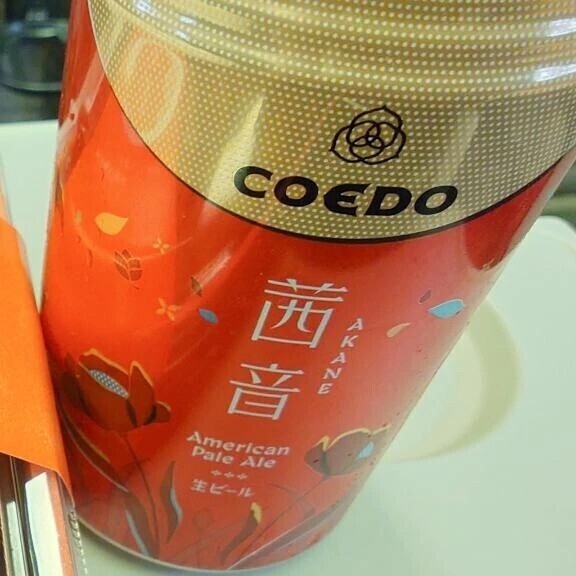 COEDO
茜音
AKANE
American
Pale Ale
生ビール